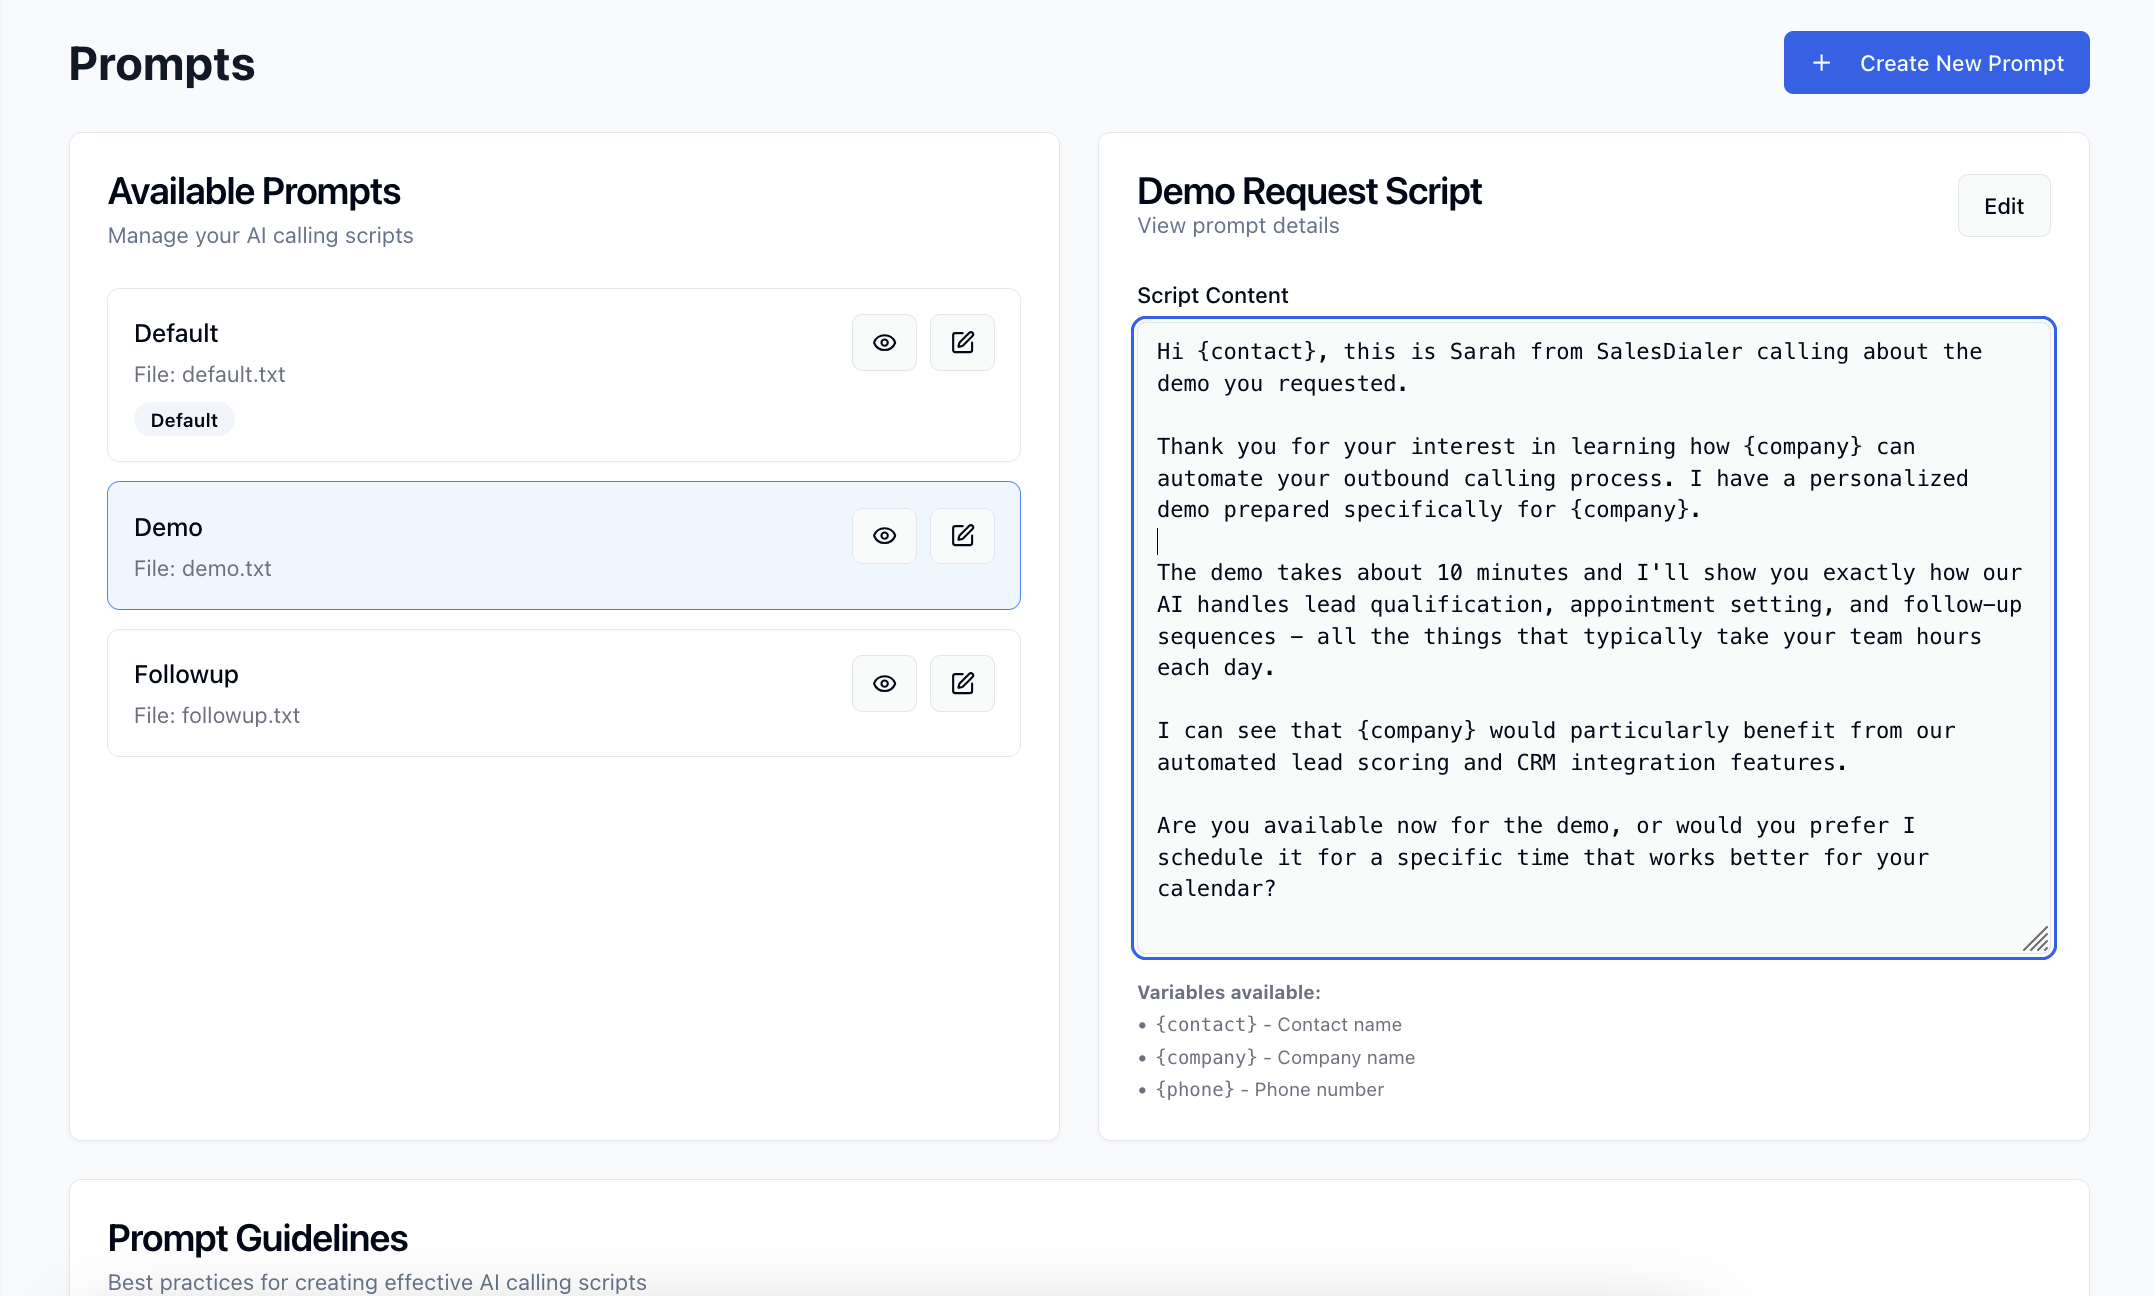 Prompts
+ Create New Prompt
Available Prompts
Manage your AI calling scripts
Default
File: default.txt
Default
Demo
File: demo.txt
Followup
File: followup.txt
Demo Request Script
View prompt details
Edit
Script Content
Hi {contact}, this is Sarah from SalesDialer calling about the
demo you requested.
Thank you for your interest in learning how {company} can
automate your outbound calling process. I have a personalized
demo prepared specifically for {company}.
The demo takes about 10 minutes and I'll show you exactly how our
AI handles lead qualification, appointment setting, and follow-up
sequences - all the things that typically take your team hours
each day.
I can see that {company} would particularly benefit from our
automated lead scoring and CRM integration features.
Are you available now for the demo, or would you prefer I
schedule it for a specific time that works better for your
calendar?
Variables available:
• {contact} - Contact name
• {company} - Company name
• {phone} - Phone number
Prompt Guidelines
Best practices for creating effective AI calling scripts